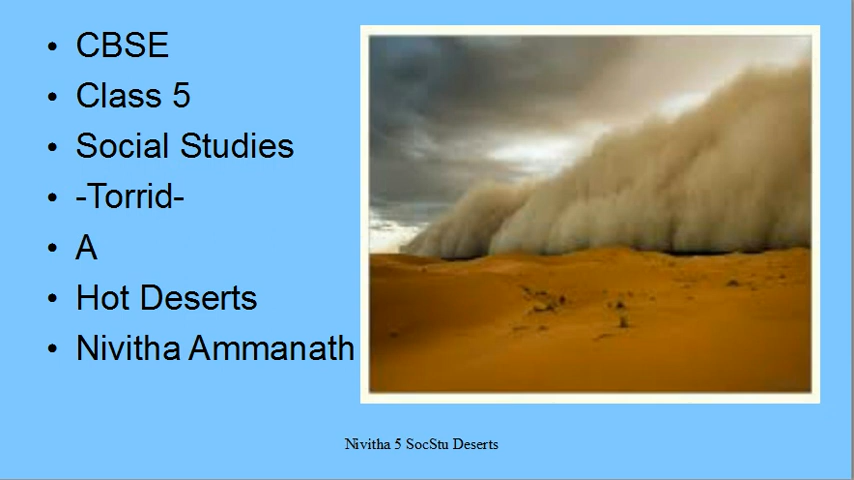 • CBSE
• Class 5
• Social Studies
• -Torrid-
• A
• Hot Deserts
• Nivitha Ammanath
Nivitha 5 SocStu Deserts